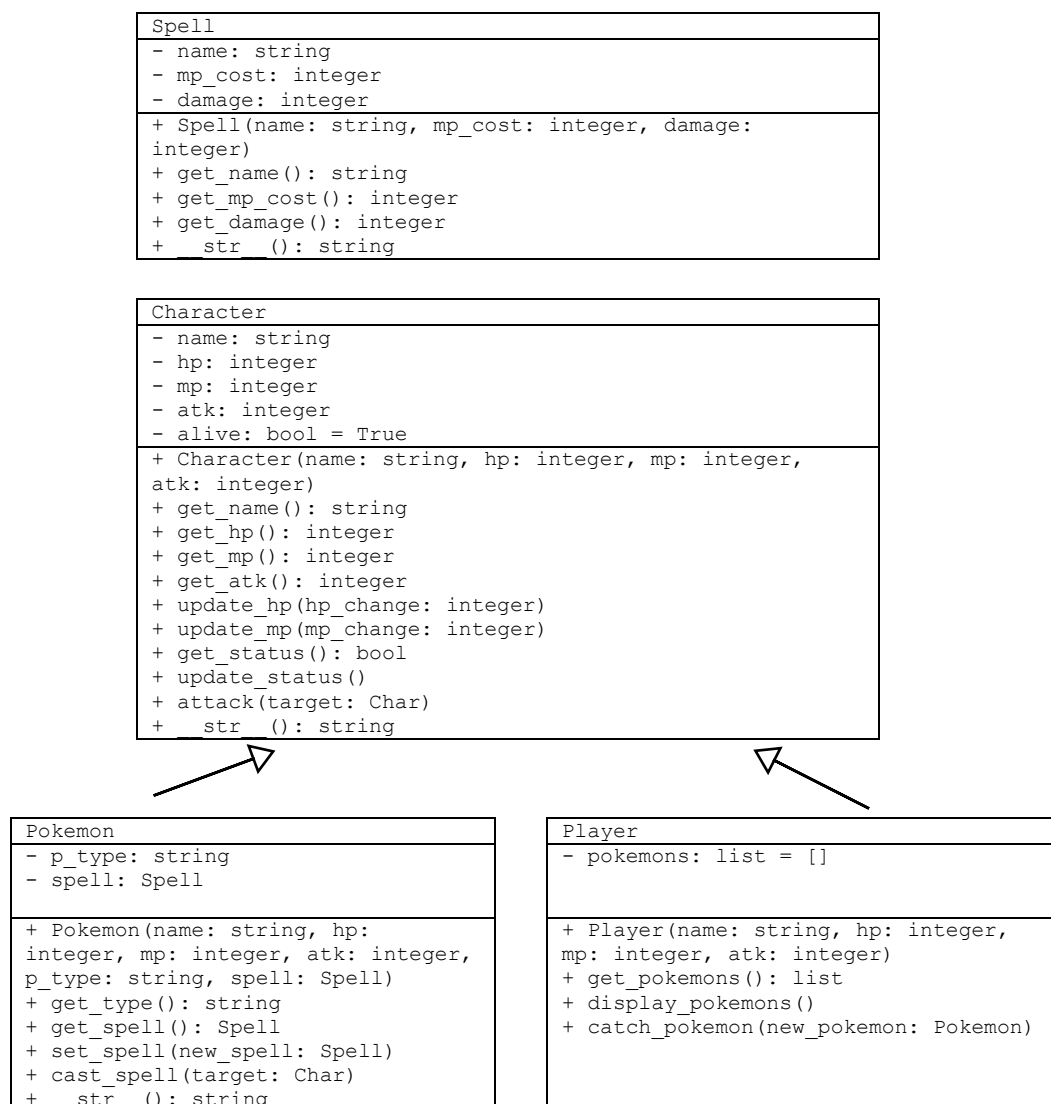 Spell
- name: string
- mp_cost: integer
- damage: integer
+ Spell(name: string, mp_cost: integer, damage:
integer)
+ get_name(): string
+ get_mp_cost(): integer
+ get_damage(): integer
+ __str__(): string
Character
- name: string
- hp: integer
- mp: integer
- atk: integer
- alive: bool = True
+ Character(name: string, hp: integer, mp: integer,
atk: integer)
+ get_name(): string
+ get_hp(): integer
+ get_mp(): integer
+ get_atk(): integer
+ update_hp(hp_change: integer)
+ update_mp(mp_change: integer)
+ get_status(): bool
+ update_status()
+ attack(target: Char)
+ __str__(): string
Pokemon
- p_type: string
- spell: Spell
+ Pokemon(name: string, hp:
integer, mp: integer, atk: integer,
p_type: string, spell: Spell)
+ get_type(): string
+ get_spell(): Spell
+ set_spell(new_spell: Spell)
+ cast_spell(target: Char)
+ __str__(): string
Player
- pokemons: list = []
+ Player(name: string, hp: integer,
mp: integer, atk: integer)
+ get_pokemons(): list
+ display_pokemons()
+ catch_pokemon(new_pokemon: Pokemon)